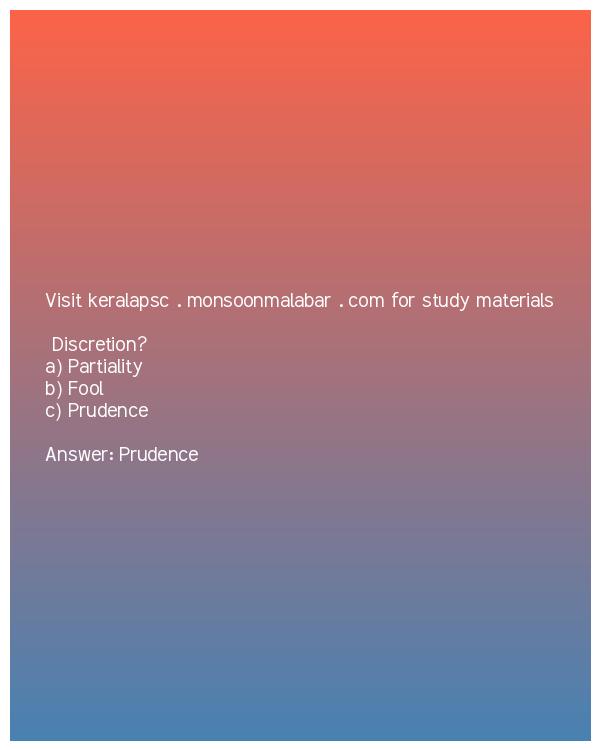 Visit keralapsc . monsoonmalabar . com for study materials
Discretion?
a) Partiality
b) Fool
c) Prudence
Answer: Prudence